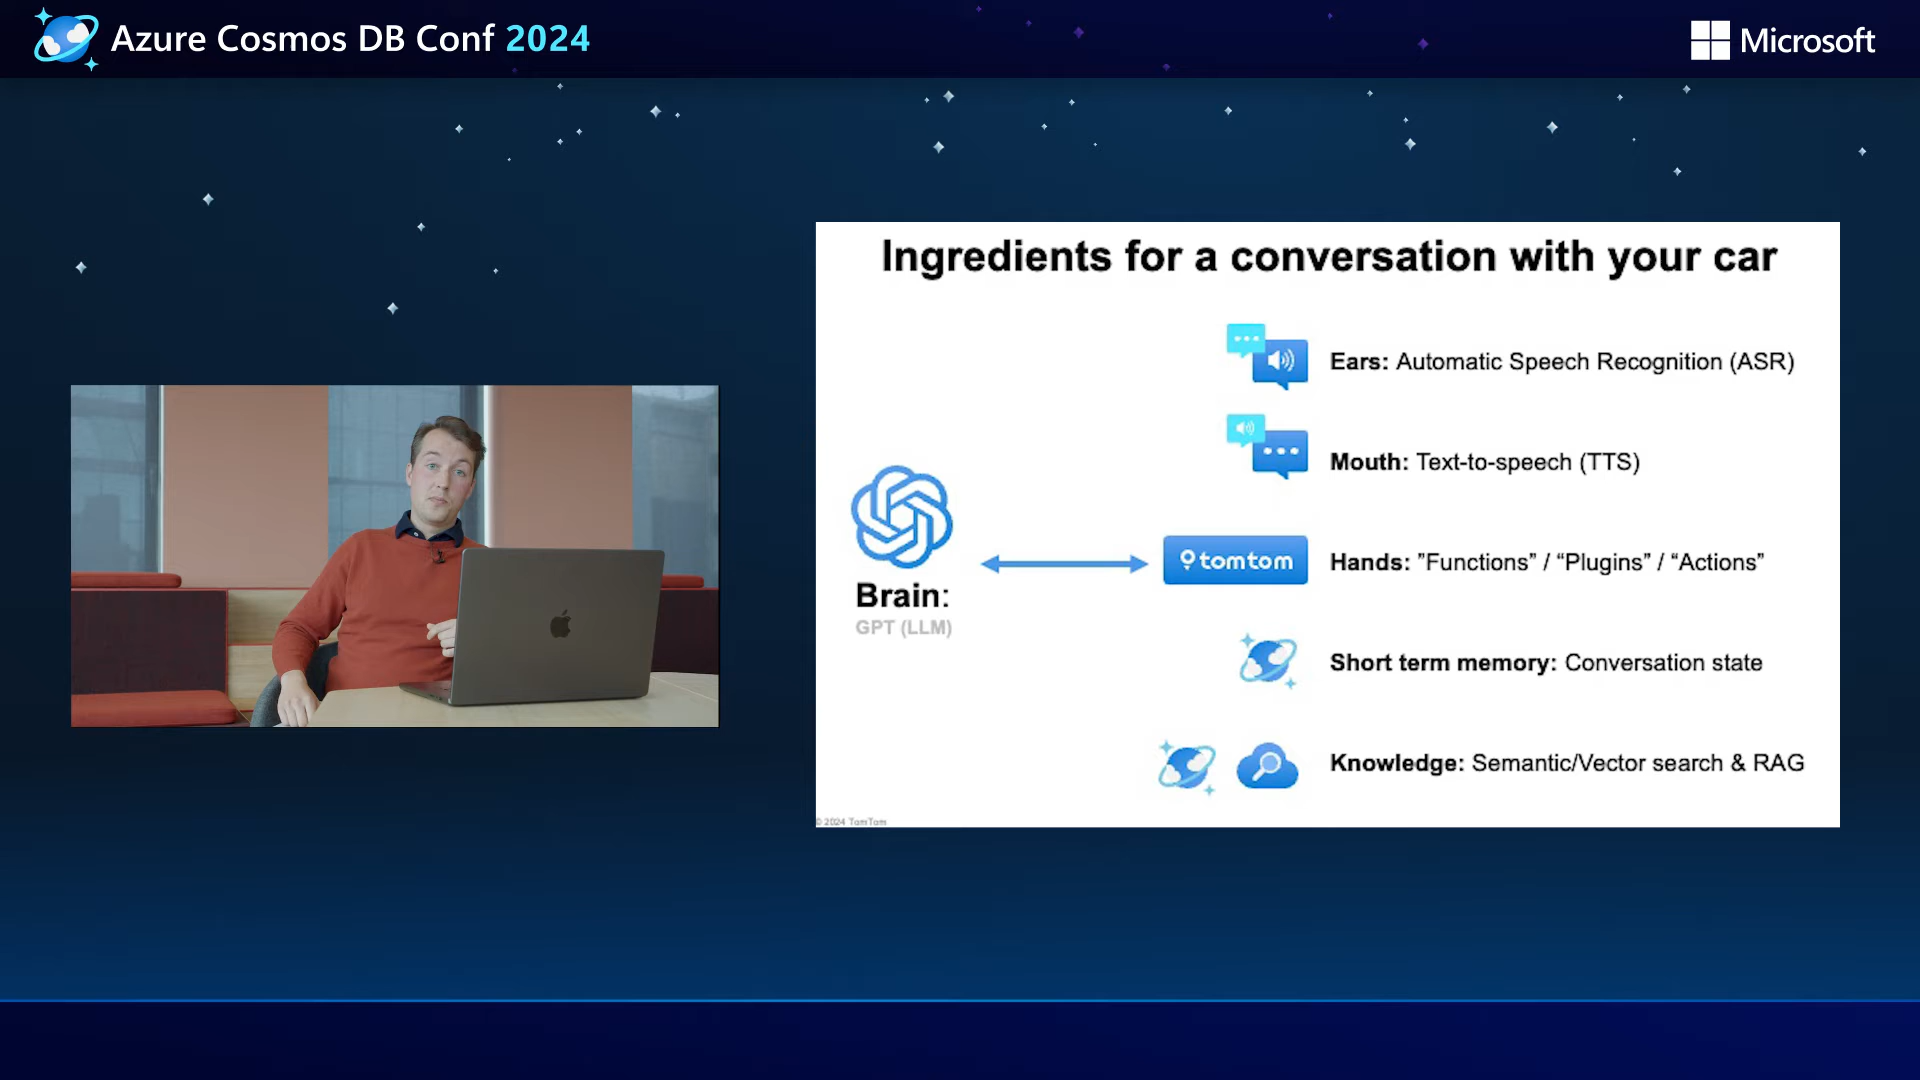 Azure Cosmos DB Conf 2024
Microsoft
Ingredients for a conversation with your car
Ears: Automatic Speech Recognition (ASR)
Mouth: Text-to-speech (TTS)
tomtom
Hands: ”Functions” / “Plugins” / “Actions”
Brain:
GPT (LLM)
Short term memory: Conversation state
Knowledge: Semantic/Vector search & RAG
© 2024 TomTom